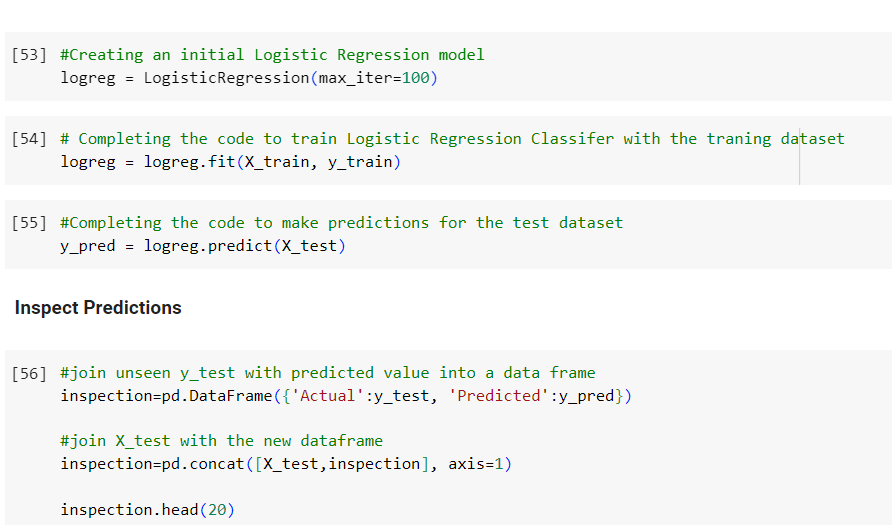 [53] #Creating an initial Logistic Regression model
logreg = LogisticRegression(max_iter=100)
[54] # Completing the code to train Logistic Regression Classifer with the traning dataset
logreg = logreg.fit(X_train, y_train)
[55] #Completing the code to make predictions for the test dataset
y_pred = logreg.predict(X_test)
Inspect Predictions
[56] #join unseen y_test with predicted value into a data frame
inspection=pd.DataFrame({'Actual':y_test, 'Predicted':y_pred})
#join X_test with the new dataframe
inspection=pd.concat([X_test,inspection], axis=1)
inspection.head(20)